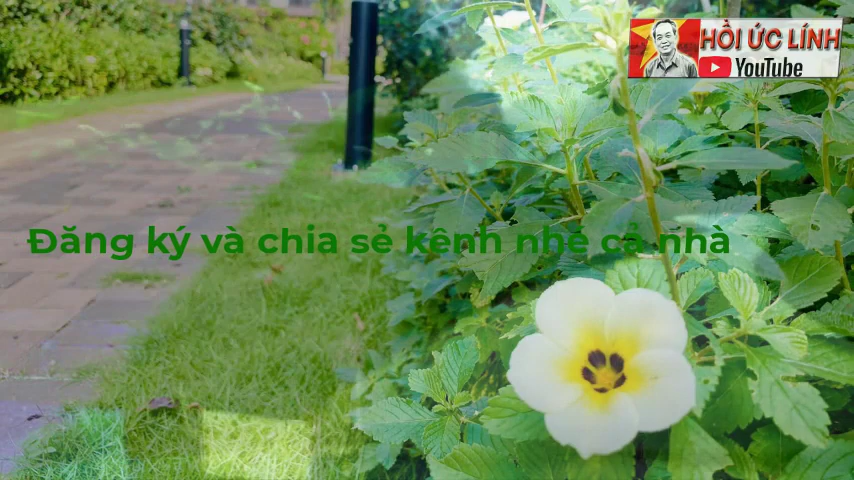 HỒI ỨC LÍNH
YouTube
Đăng ký và chia sẻ kênh nhé cả nhà